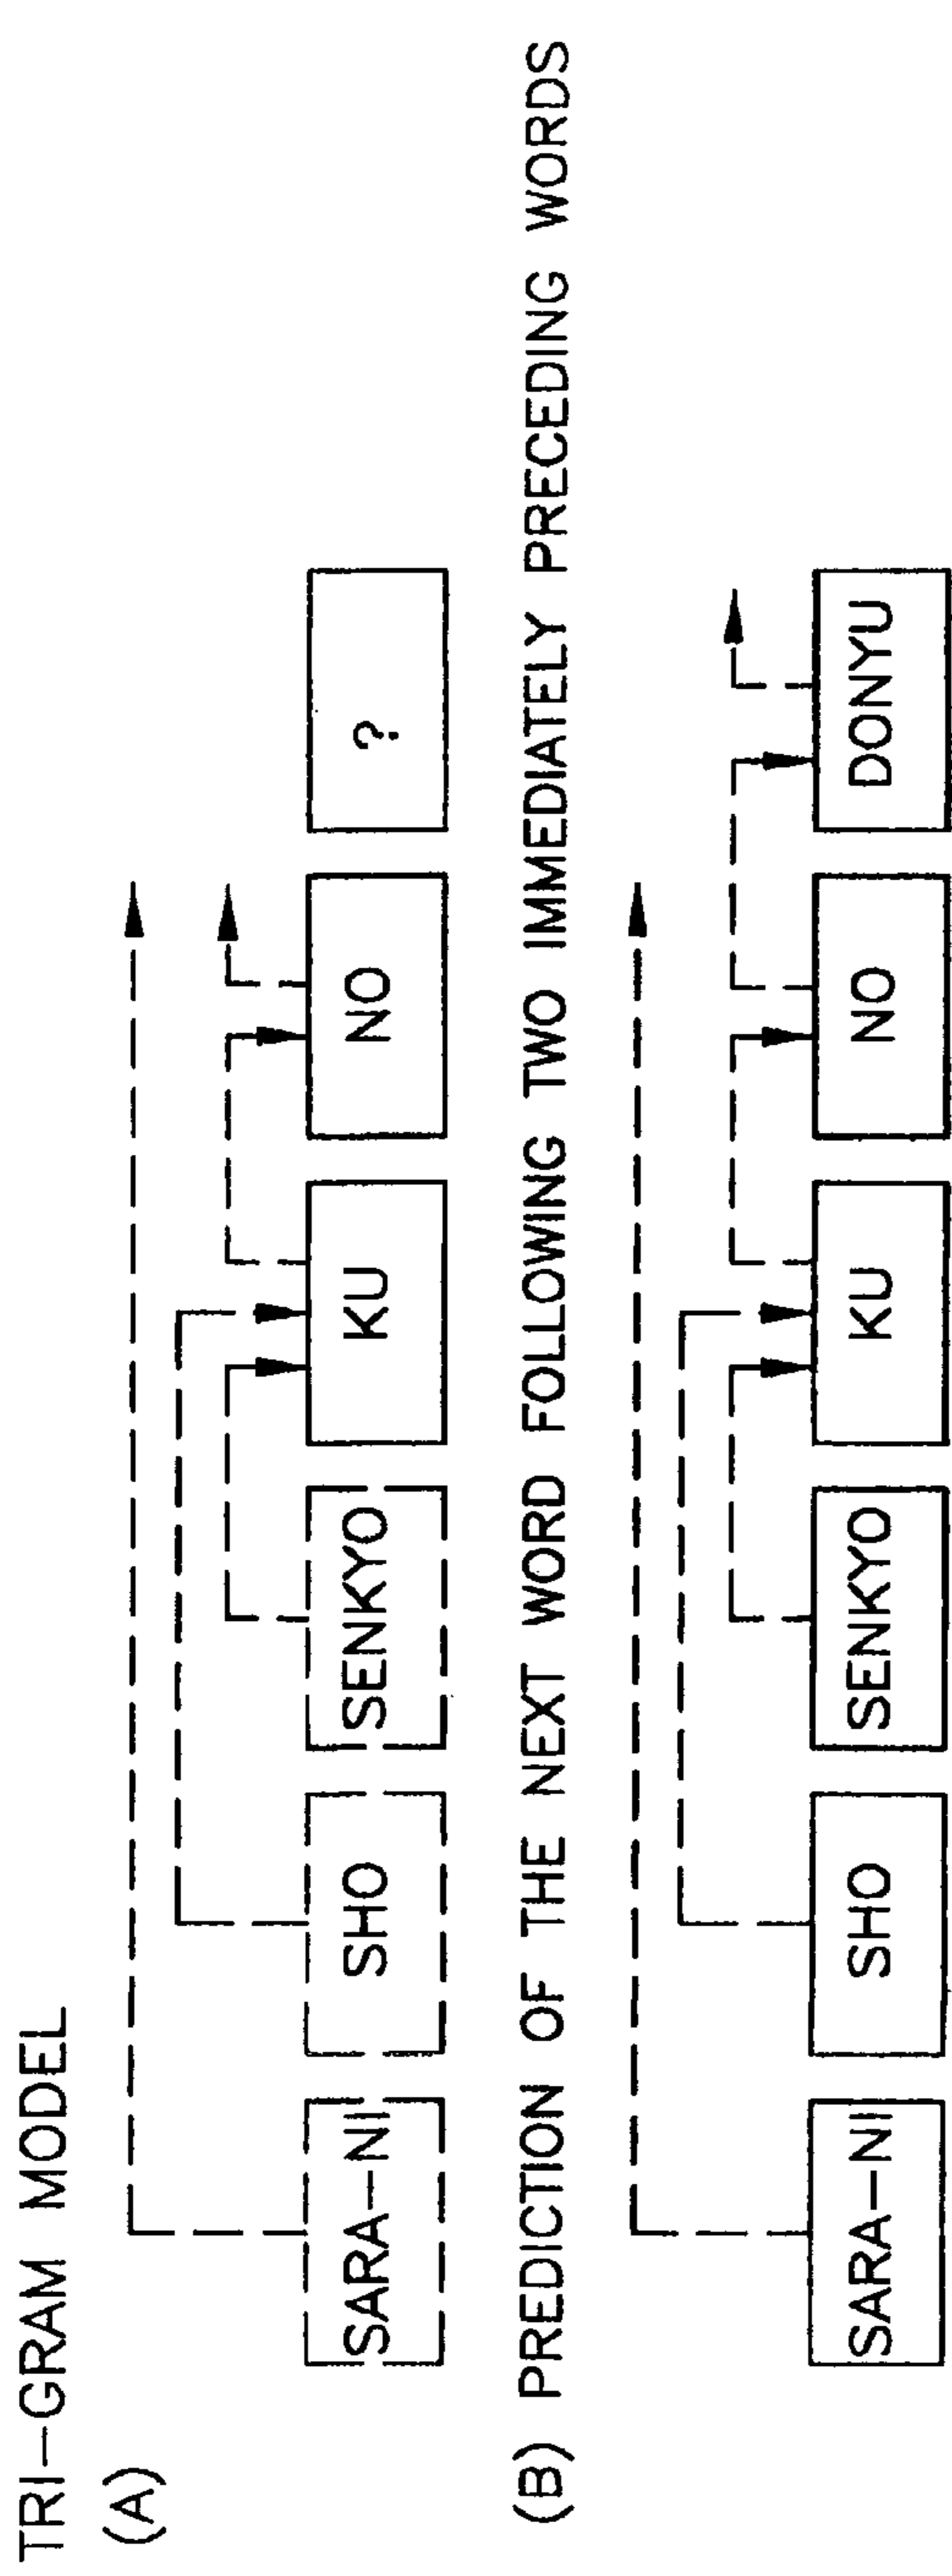 TRI-GRAM MODEL
(A)
SARA-NI SHO SENKYO KU NO ?
(B) PREDICTION OF THE NEXT WORD FOLLOWING TWO IMMEDIATELY PRECEDING WORDS
SARA-NI SHO SENKYO KU NO DONYU